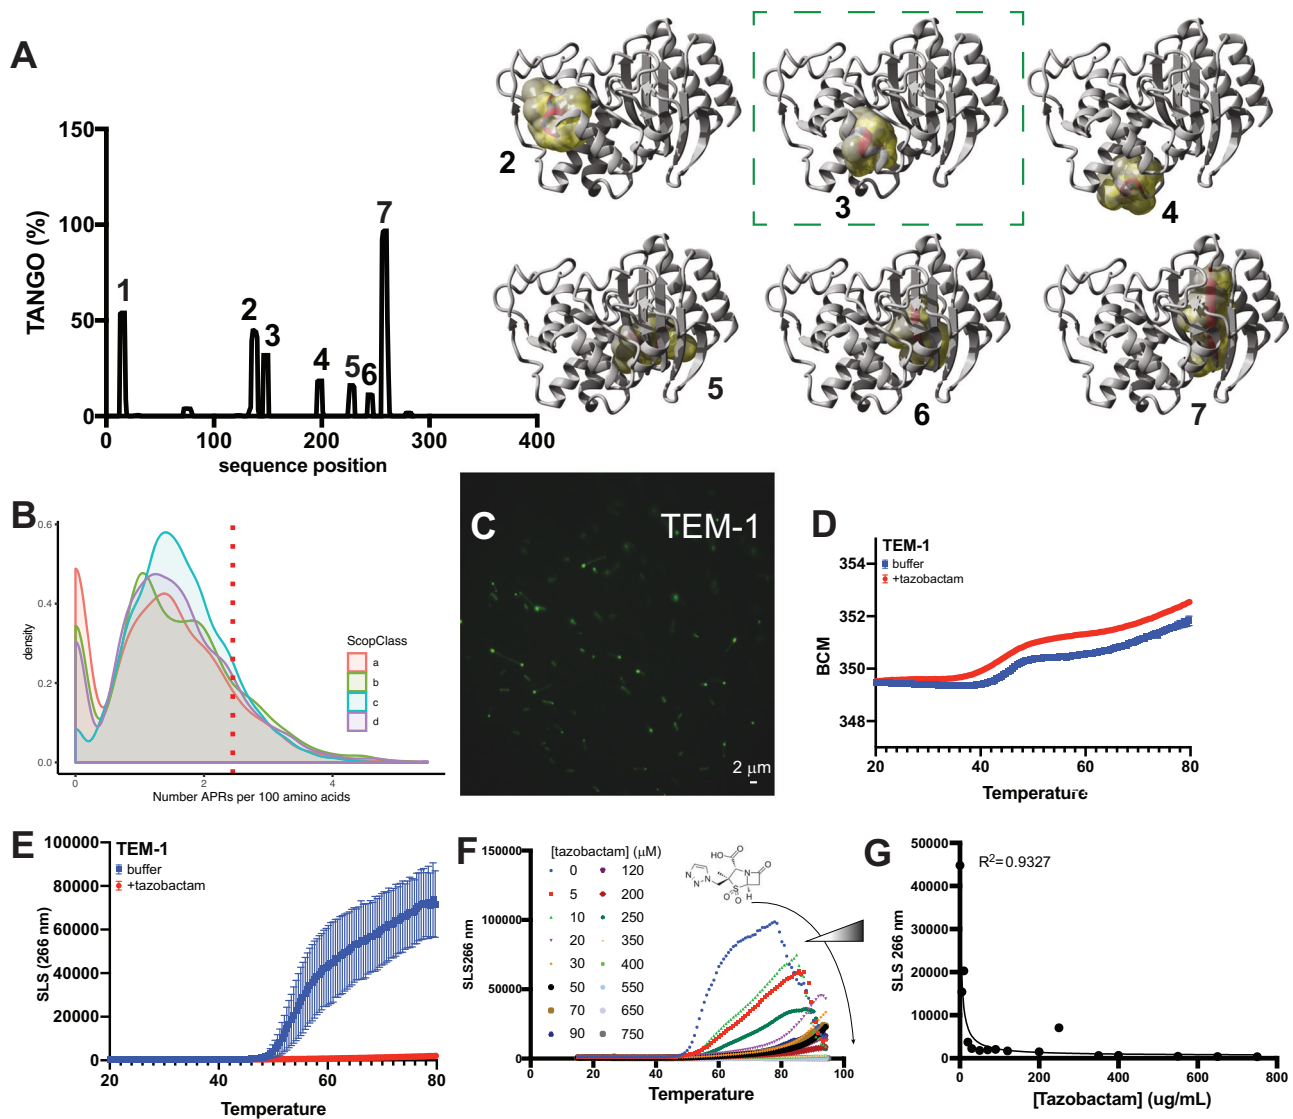 A
150
100
50
0
TANGO (%)
1
2
3
4
5
6
7
0
100
200
300
400
sequence position
2
3
4
5
6
7
B
0.6
0.4
0.2
0.0
density
0
2
4
Number APRs per 100 amino acids
ScopClass
a
b
c
d
C
TEM-1
2 μm
D
TEM-1
buffer
+tazobactam
354
352
350
348
BCM
20
40
60
80
Temperature
E
TEM-1
buffer
+tazobactam
100000
80000
60000
40000
20000
0
SLS (266 nm)
20
40
60
80
Temperature
F
150000
100000
50000
0
SLS266 nm
[tazobactam] (μM)
0 120
5 200
10 250
20 350
30 400
50 550
70 650
90 750
HO
O
O
N
N
N
N
S
O
O
H
0
20
40
60
80
100
Temperature
G
R²=0.9327
50000
40000
30000
20000
10000
0
SLS 266 nm
0
200
400
600
800
[Tazobactam] (ug/mL)